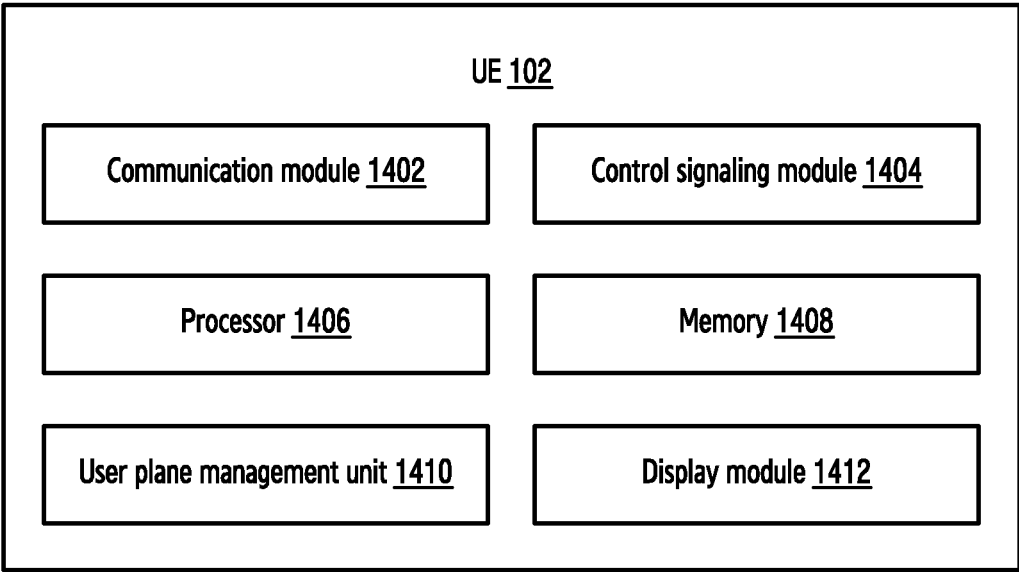 UE 102
Communication module 1402
Control signaling module 1404
Processor 1406
Memory 1408
User plane management unit 1410
Display module 1412